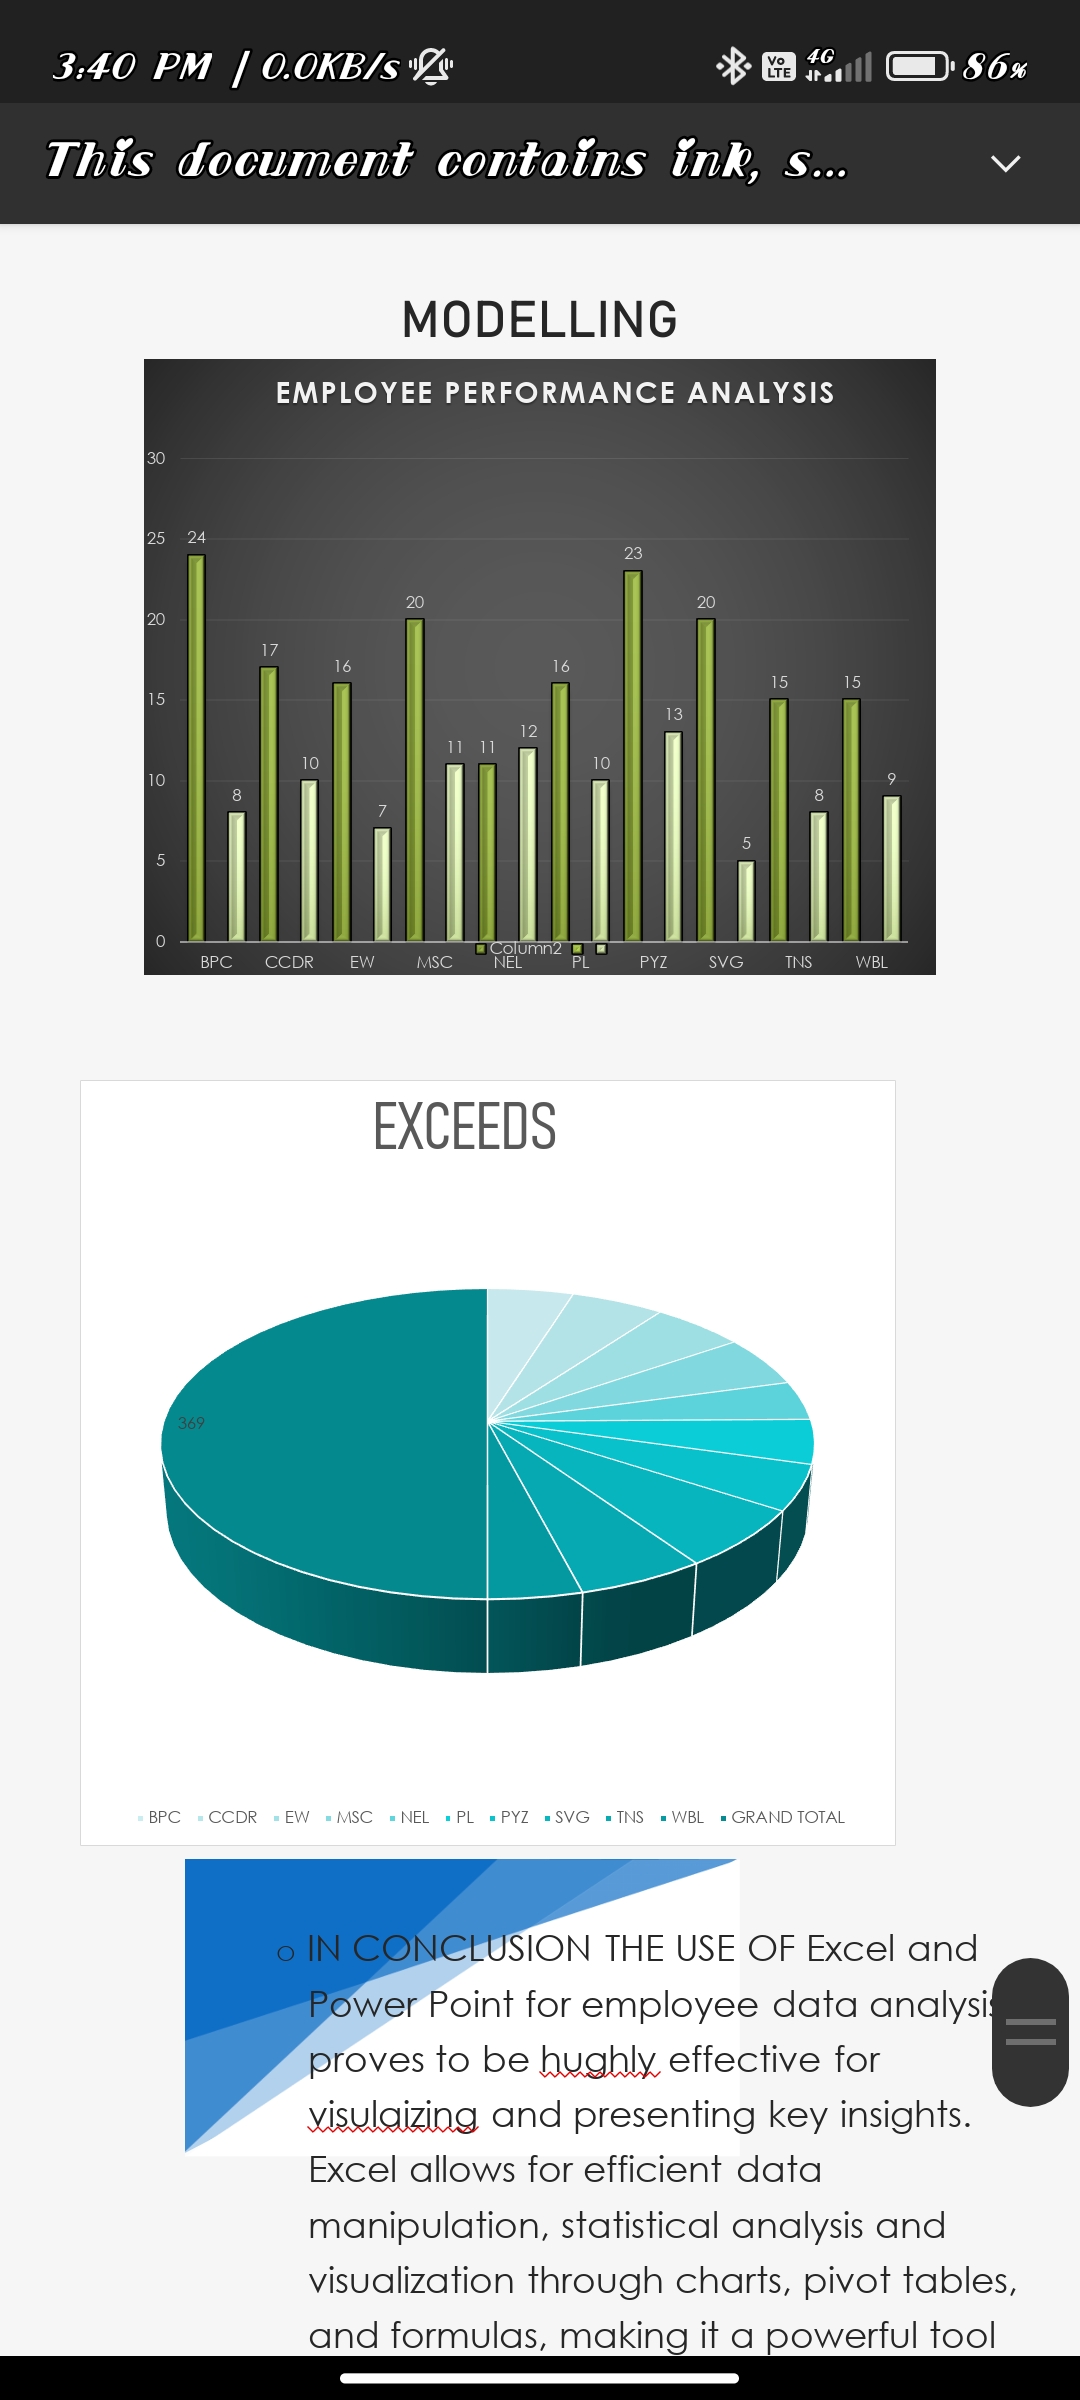 3:40 PM | 0.0KB/s Vo LTE 4G 86%
This document contains ink, s...
MODELLING
EMPLOYEE PERFORMANCE ANALYSIS
30
25
20
15
10
5
0
24 8 17 10 16 7 20 11 11 12 16 10 23 13 20 5 15 8 15 9
Column2
BPC CCDR EW MSC NEL PL PYZ SVG TNS WBL
EXCEEDS
369
BPC CCDR EW MSC NEL PL PYZ SVG TNS WBL GRAND TOTAL
IN CONCLUSION THE USE OF Excel and
Power Point for employee data analysis
proves to be hughly effective for
visulaizing and presenting key insights.
Excel allows for efficient data
manipulation, statistical analysis and
visualization through charts, pivot tables,
and formulas, making it a powerful tool